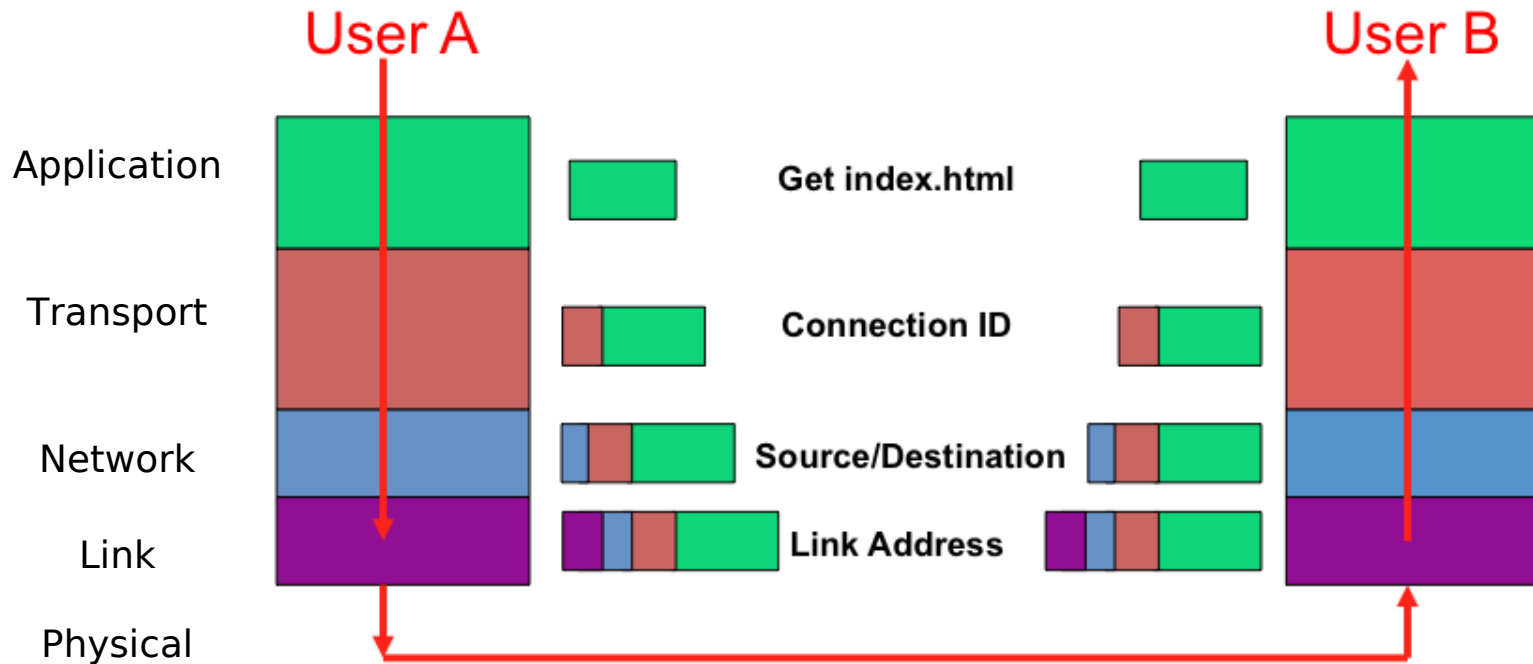 User A
User B
Application
Get index.html
Transport
Connection ID
Network
Source/Destination
Link
Link Address
Physical